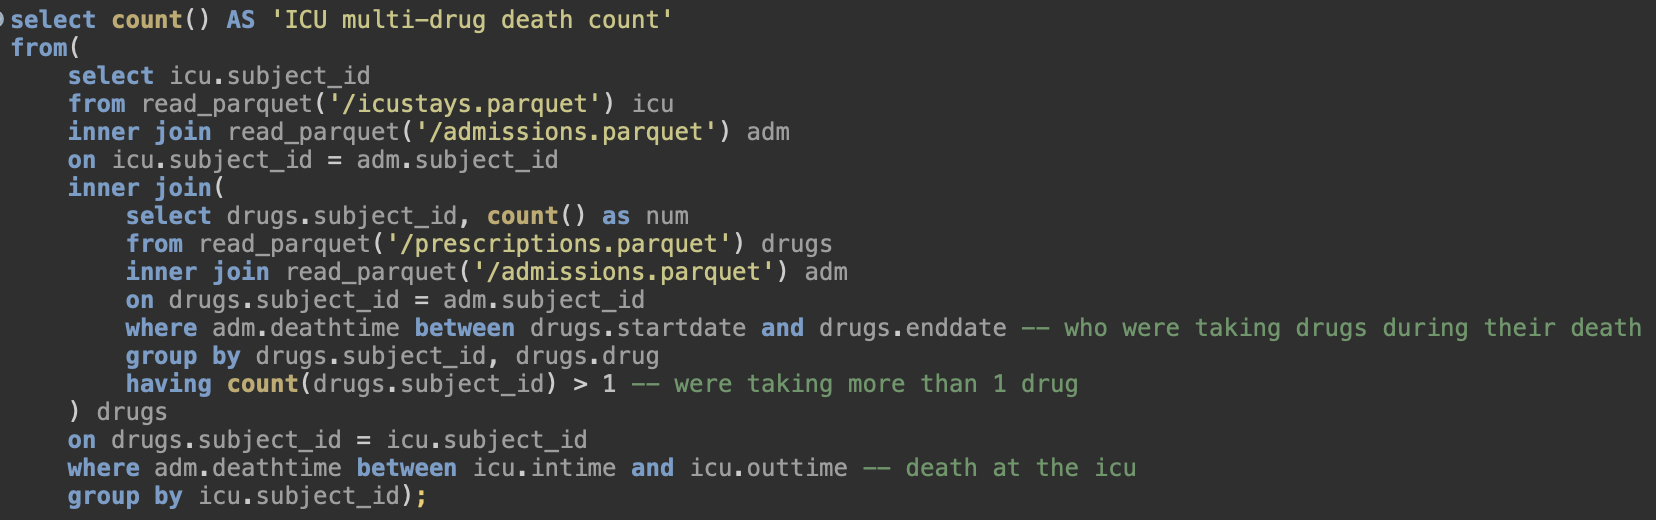 select count() AS 'ICU multi-drug death count'
from(
    select icu.subject_id
    from read_parquet('/icustays.parquet') icu
    inner join read_parquet('/admissions.parquet') adm
    on icu.subject_id = adm.subject_id
    inner join(
        select drugs.subject_id, count() as num
        from read_parquet('/prescriptions.parquet') drugs
        inner join read_parquet('/admissions.parquet') adm
        on drugs.subject_id = adm.subject_id
        where adm.deathtime between drugs.startdate and drugs.enddate -- who were taking drugs during their death
        group by drugs.subject_id, drugs.drug
        having count(drugs.subject_id) > 1 -- were taking more than 1 drug
    ) drugs
    on drugs.subject_id = icu.subject_id
    where adm.deathtime between icu.intime and icu.outtime -- death at the icu
    group by icu.subject_id);